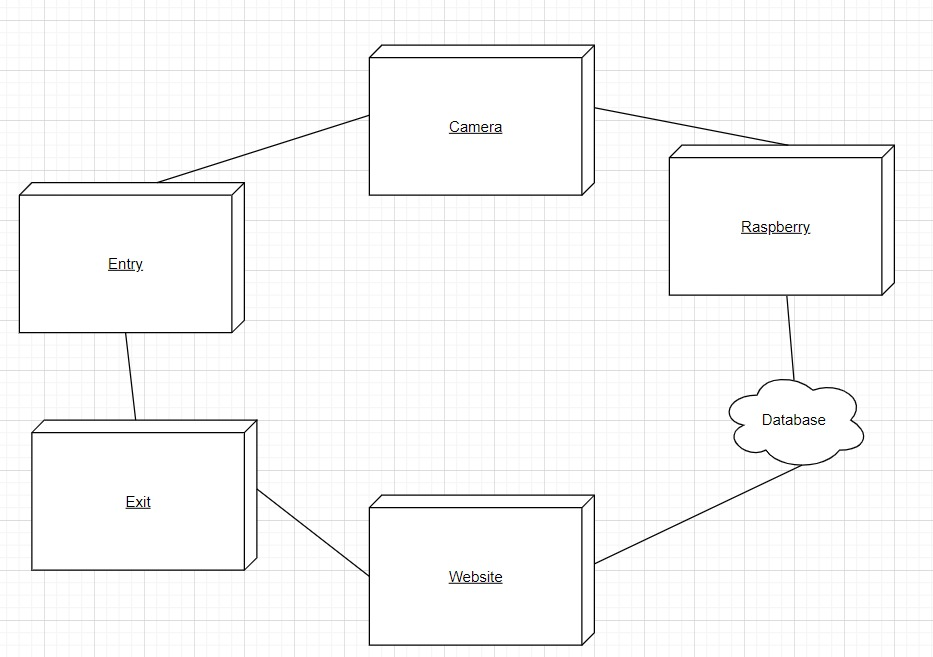 Camera
Raspberry
Entry
Database
Exit
Website